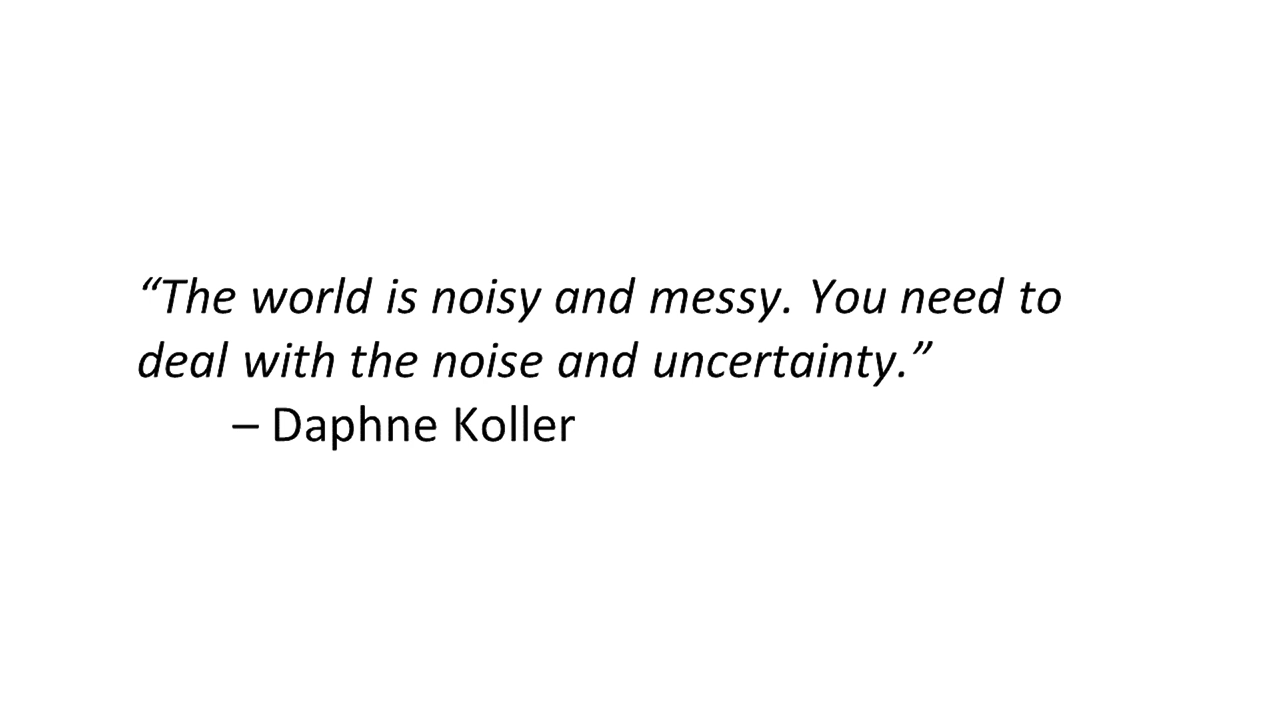 “The world is noisy and messy. You need to
deal with the noise and uncertainty.”
– Daphne Koller